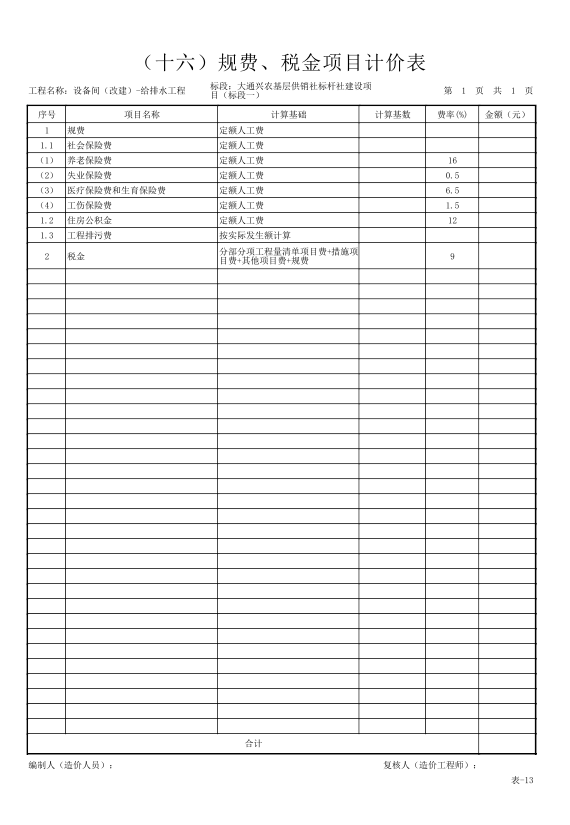 （十六）规费、税金项目计价表
工程名称：设备间（改建）-给排水工程 标段：大通兴农基层供销社标杆社建设项目（标段一） 第 1 页 共 1 页
序号 项目名称 计算基础 计算基数 费率(%) 金额（元）
1 规费 定额人工费
1.1 社会保险费 定额人工费
（1） 养老保险费 定额人工费 16
（2） 失业保险费 定额人工费 0.5
（3） 医疗保险费和生育保险费 定额人工费 6.5
（4） 工伤保险费 定额人工费 1.5
1.2 住房公积金 定额人工费 12
1.3 工程排污费 按实际发生额计算
2 税金 分部分项工程量清单项目费+措施项目费+其他项目费+规费 9
合计
编制人（造价人员）： 复核人（造价工程师）：
表-13